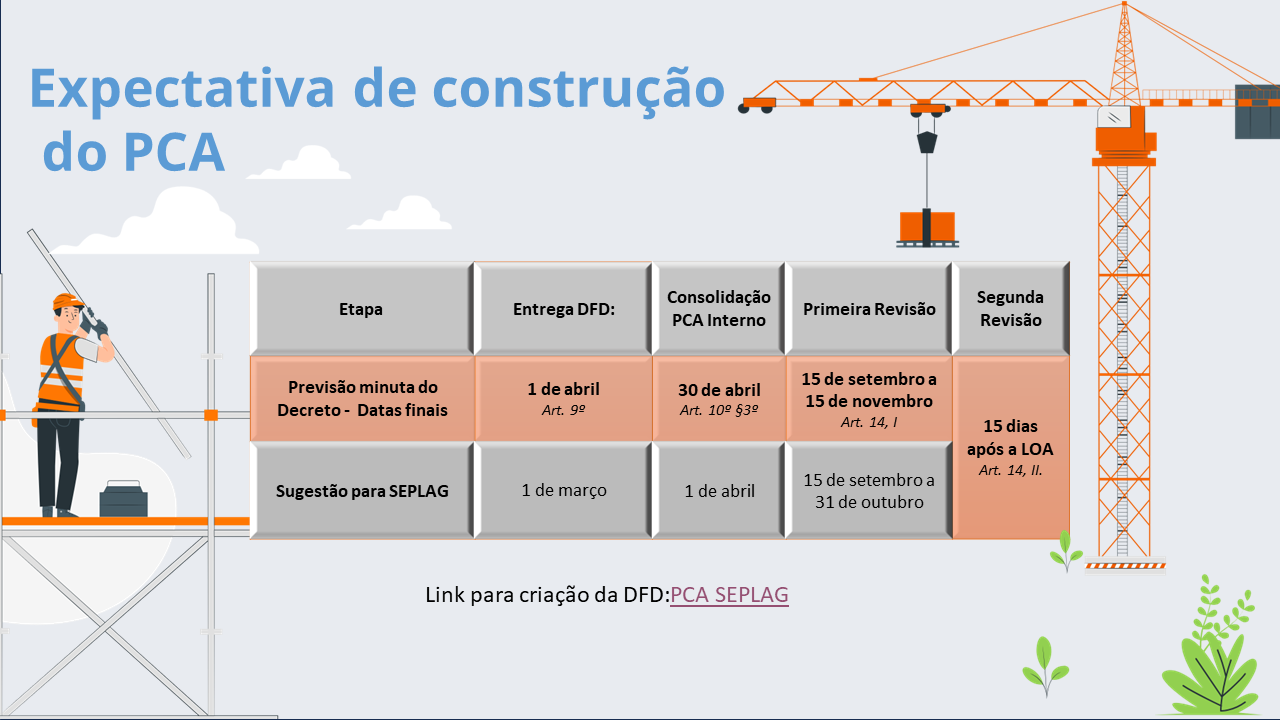 Expectativa de construção
do PCA
Etapa
Entrega DFD:
Consolidação
PCA Interno
Primeira Revisão
Segunda
Revisão
Previsão minuta do
Decreto - Datas finais
1 de abril
Art. 9º
30 de abril
Art. 10º §3º
15 de setembro a
15 de novembro
Art. 14, I
15 dias
após a LOA
Art. 14, II.
Sugestão para SEPLAG
1 de março
1 de abril
15 de setembro a
31 de outubro
Link para criação da DFD:PCA SEPLAG